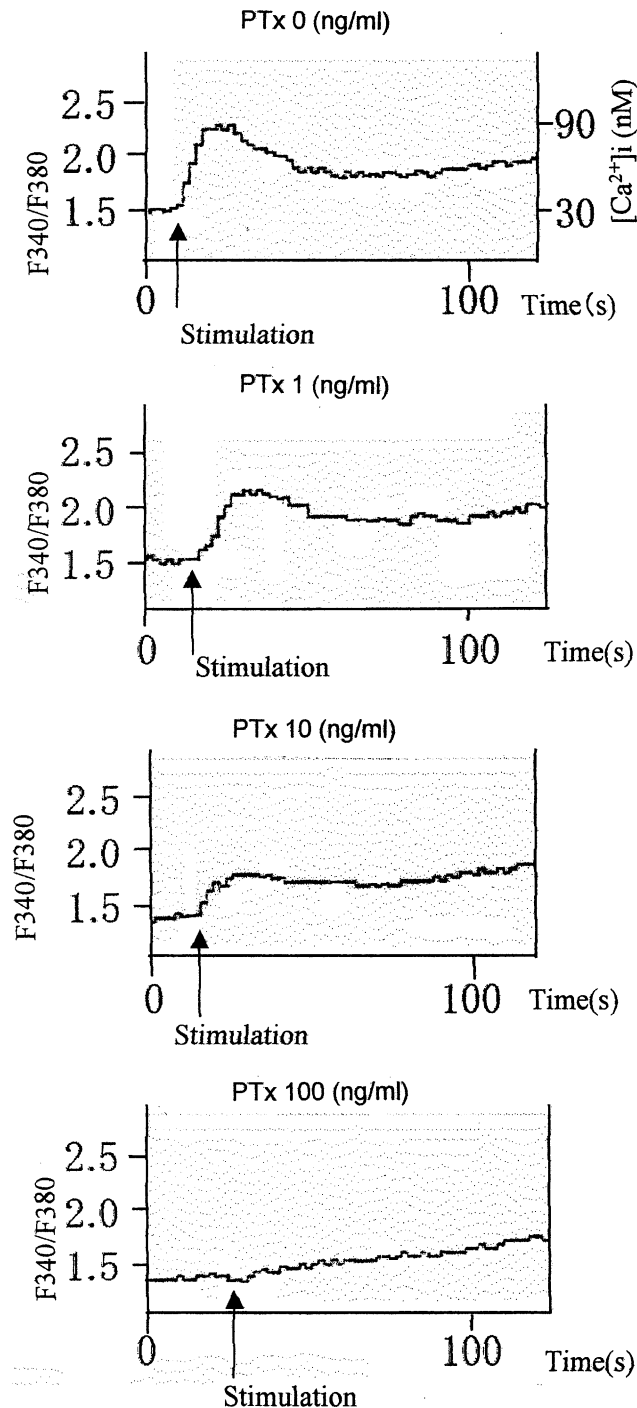 PTx 0 (ng/ml)
2.5
2.0
1.5
F340/F380
90
30
[Ca²⁺]i (nM)
0
100
Time(s)
Stimulation
PTx 1 (ng/ml)
2.5
2.0
1.5
F340/F380
0
100
Time(s)
Stimulation
PTx 10 (ng/ml)
2.5
2.0
1.5
F340/F380
0
100
Time(s)
Stimulation
PTx 100 (ng/ml)
2.5
2.0
1.5
F340/F380
0
100
Time(s)
Stimulation